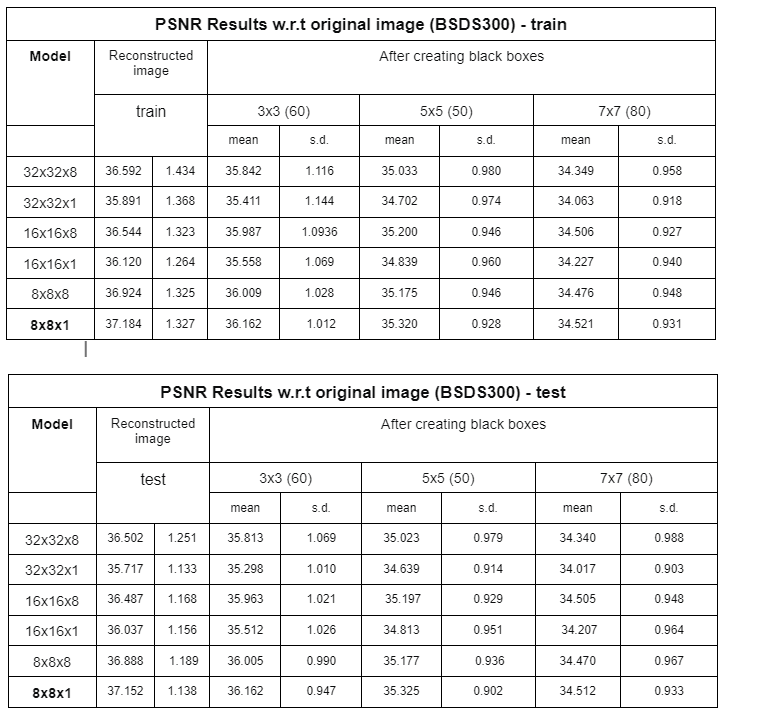 PSNR Results w.r.t original image (BSDS300) - train
Model Reconstructed image After creating black boxes
train 3x3 (60) 5x5 (50) 7x7 (80)
mean s.d. mean s.d. mean s.d.
32x32x8 36.592 1.434 35.842 1.116 35.033 0.980 34.349 0.958
32x32x1 35.891 1.368 35.411 1.144 34.702 0.974 34.063 0.918
16x16x8 36.544 1.323 35.987 1.0936 35.200 0.946 34.506 0.927
16x16x1 36.120 1.264 35.558 1.069 34.839 0.960 34.227 0.940
8x8x8 36.924 1.325 36.009 1.028 35.175 0.946 34.476 0.948
8x8x1 37.184 1.327 36.162 1.012 35.320 0.928 34.521 0.931
PSNR Results w.r.t original image (BSDS300) - test
Model Reconstructed image After creating black boxes
test 3x3 (60) 5x5 (50) 7x7 (80)
mean s.d. mean s.d. mean s.d.
32x32x8 36.502 1.251 35.813 1.069 35.023 0.979 34.340 0.988
32x32x1 35.717 1.133 35.298 1.010 34.639 0.914 34.017 0.903
16x16x8 36.487 1.168 35.963 1.021 35.197 0.929 34.505 0.948
16x16x1 36.037 1.156 35.512 1.026 34.813 0.951 34.207 0.964
8x8x8 36.888 1.189 36.005 0.990 35.177 0.936 34.470 0.967
8x8x1 37.152 1.138 36.162 0.947 35.325 0.902 34.512 0.933